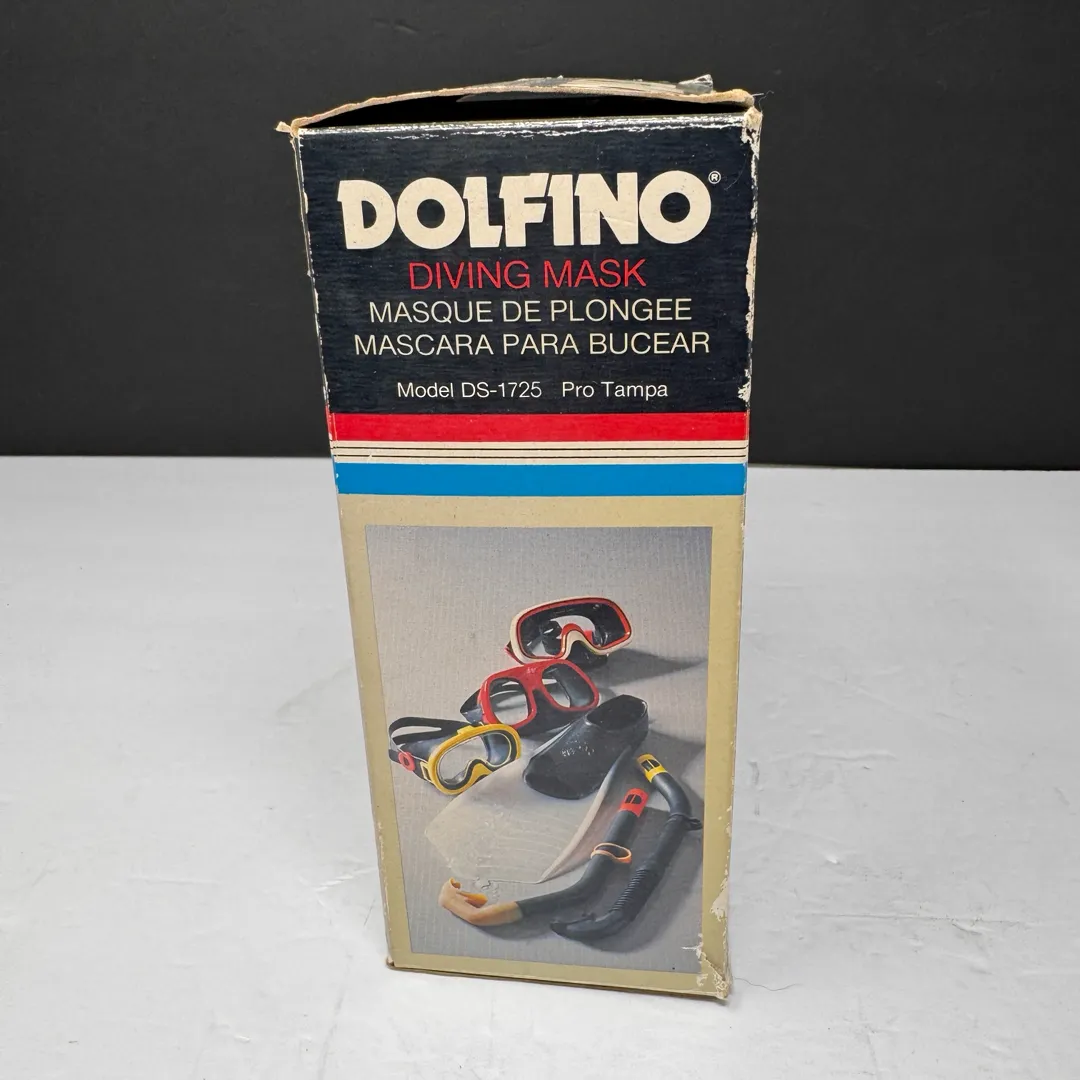 DOLFINO®
DIVING MASK
MASQUE DE PLONGEE
MASCARA PARA BUCEAR
Model DS-1725 Pro Tampa